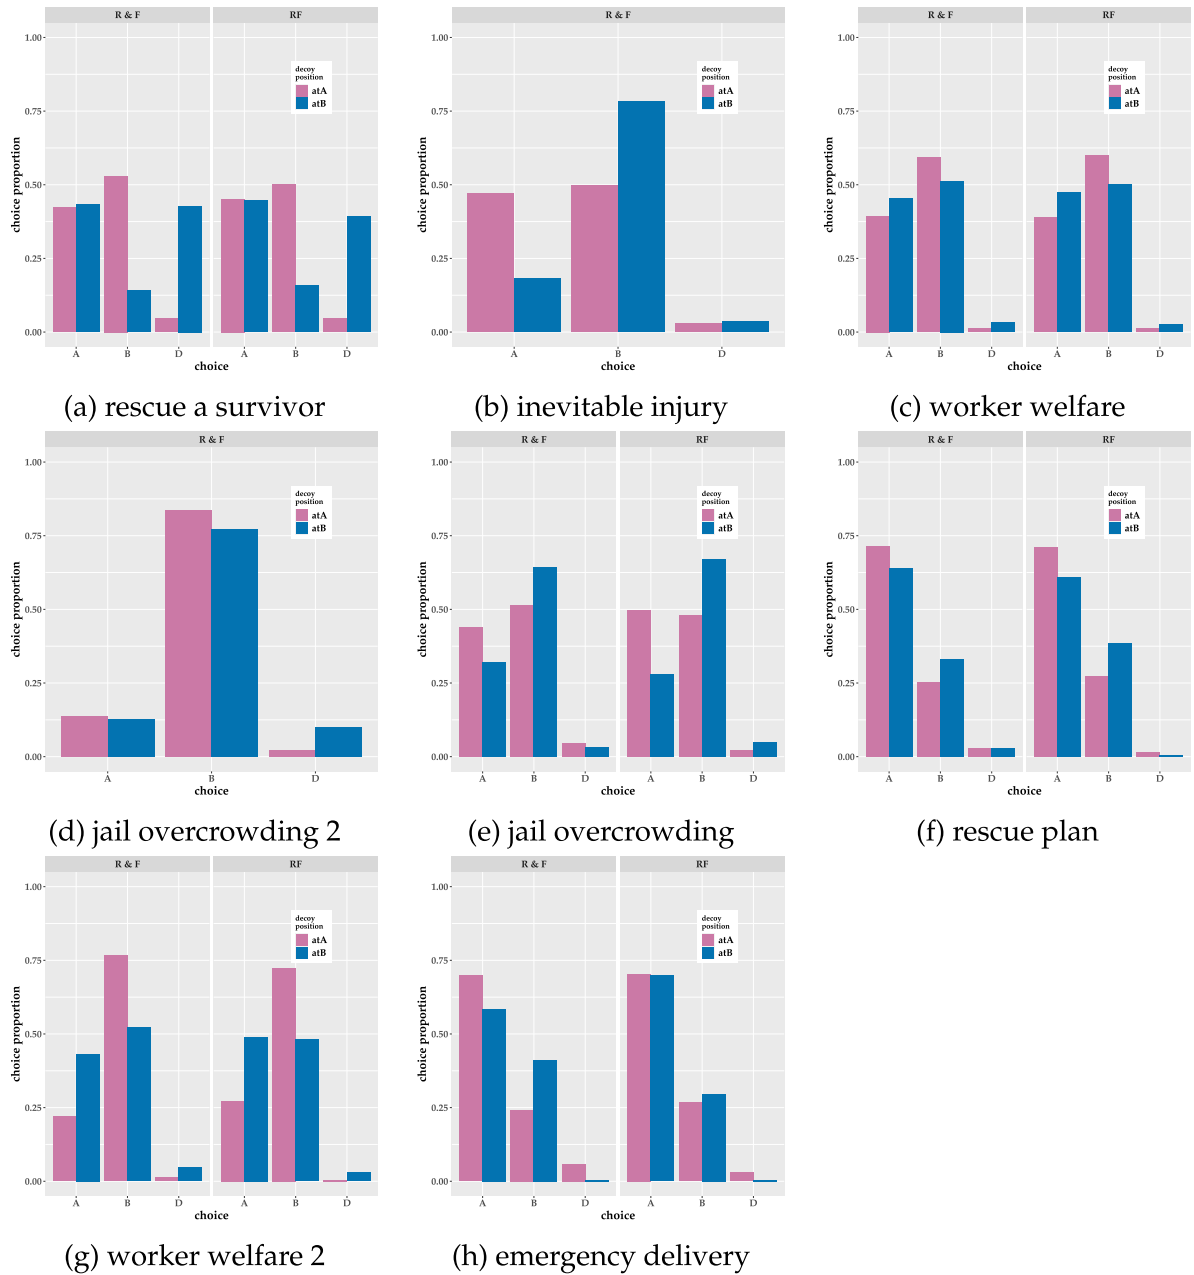 R & F RF
1.00
0.75
0.50
0.25
0.00
choice proportion
decoy
position
atA
atB
A B D A B D
choice
(a) rescue a survivor
R & F
1.00
0.75
0.50
0.25
0.00
choice proportion
decoy
position
atA
atB
A B D
choice
(b) inevitable injury
R & F RF
1.00
0.75
0.50
0.25
0.00
choice proportion
decoy
position
atA
atB
A B D A B D
choice
(c) worker welfare
R & F
1.00
0.75
0.50
0.25
0.00
choice proportion
decoy
position
atA
atB
A B D
choice
(d) jail overcrowding 2
R & F RF
1.00
0.75
0.50
0.25
0.00
choice proportion
decoy
position
atA
atB
A B D A B D
choice
(e) jail overcrowding
R & F RF
1.00
0.75
0.50
0.25
0.00
choice proportion
decoy
position
atA
atB
A B D A B D
choice
(f) rescue plan
R & F RF
1.00
0.75
0.50
0.25
0.00
choice proportion
decoy
position
atA
atB
A B D A B D
choice
(g) worker welfare 2
R & F RF
1.00
0.75
0.50
0.25
0.00
choice proportion
decoy
position
atA
atB
A B D A B D
choice
(h) emergency delivery